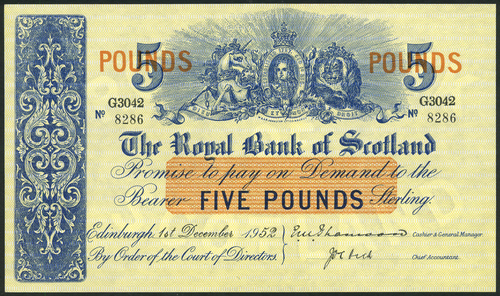 5 POUNDS POUNDS 5
G3042 G3042
No 8286 No 8286
The Royal Bank of Scotland
Promise to pay on Demand to the
Bearer FIVE POUNDS Sterling.
Edinburgh 1st December 1952 Cashier & General Manager.
By Order of the Court of Directors. Chief Accountant.